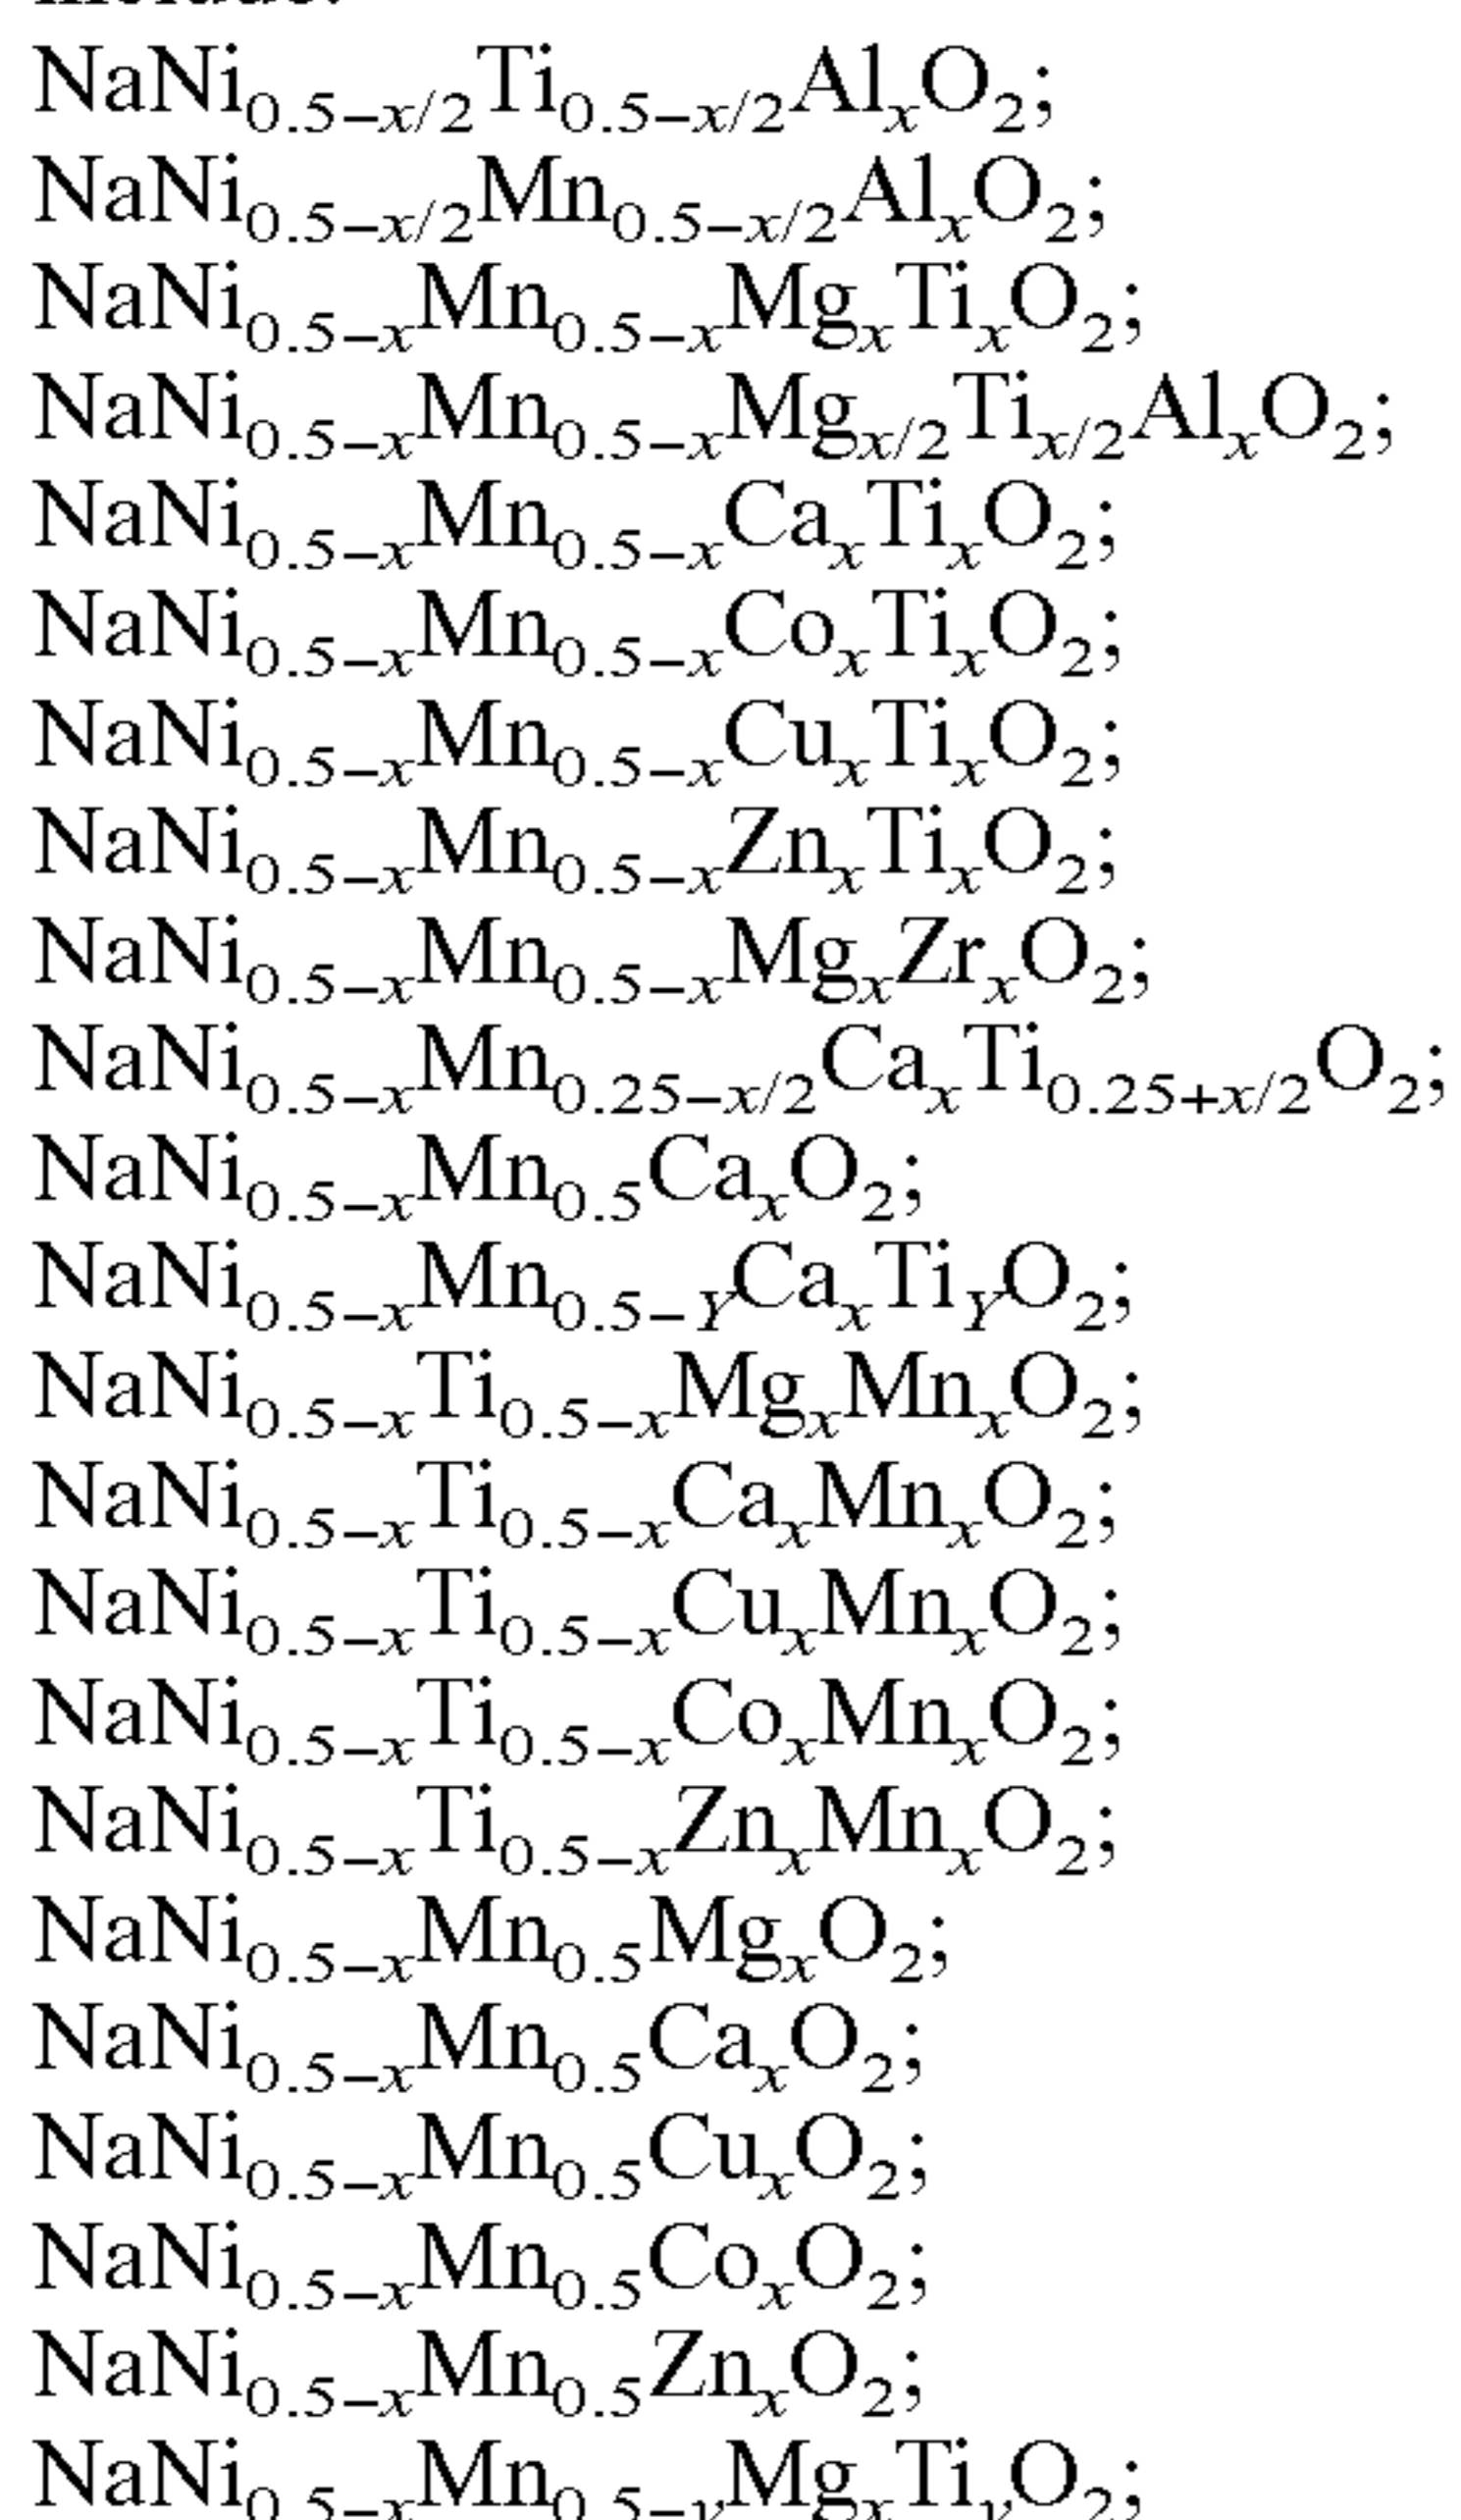 NaNi₀.₅₋ₓ/₂Ti₀.₅₋ₓ/₂AlₓO₂;
NaNi₀.₅₋ₓ/₂Mn₀.₅₋ₓ/₂AlₓO₂;
NaNi₀.₅₋ₓMn₀.₅₋ₓMgₓTiₓO₂;
NaNi₀.₅₋ₓMn₀.₅₋ₓMgₓ/₂Tiₓ/₂AlₓO₂;
NaNi₀.₅₋ₓMn₀.₅₋ₓCaₓTiₓO₂;
NaNi₀.₅₋ₓMn₀.₅₋ₓCoₓTiₓO₂;
NaNi₀.₅₋ₓMn₀.₅₋ₓCuₓTiₓO₂;
NaNi₀.₅₋ₓMn₀.₅₋ₓZnₓTiₓO₂;
NaNi₀.₅₋ₓMn₀.₅₋ₓMgₓZrₓO₂;
NaNi₀.₅₋ₓMn₀.₂₅₋ₓ/₂CaₓTi₀.₂₅₊ₓ/₂O₂;
NaNi₀.₅₋ₓMn₀.₅CaₓO₂;
NaNi₀.₅₋ₓMn₀.₅₋YCaₓTiYO₂;
NaNi₀.₅₋ₓTi₀.₅₋ₓMgₓMnₓO₂;
NaNi₀.₅₋ₓTi₀.₅₋ₓCaₓMnₓO₂;
NaNi₀.₅₋ₓTi₀.₅₋ₓCuₓMnₓO₂;
NaNi₀.₅₋ₓTi₀.₅₋ₓCoₓMnₓO₂;
NaNi₀.₅₋ₓTi₀.₅₋ₓZnₓMnₓO₂;
NaNi₀.₅₋ₓMn₀.₅MgₓO₂;
NaNi₀.₅₋ₓMn₀.₅CaₓO₂;
NaNi₀.₅₋ₓMn₀.₅CuₓO₂;
NaNi₀.₅₋ₓMn₀.₅CoₓO₂;
NaNi₀.₅₋ₓMn₀.₅ZnₓO₂;
NaNi₀.₅₋ₓMn₀.₅₋yMgₓTiyO₂;